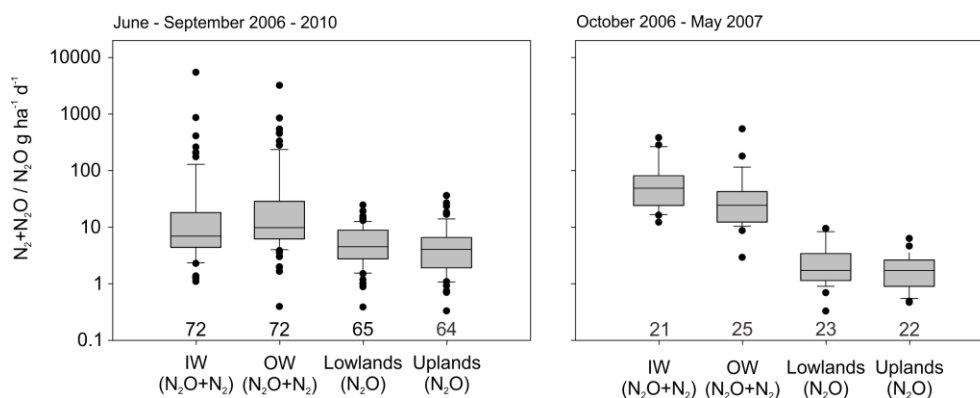 June - September 2006 - 2010
October 2006 - May 2007
N₂+N₂O / N₂O g ha⁻¹ d⁻¹
10000
1000
100
10
1
0.1
72 72 65 64
21 25 23 22
IW OW Lowlands Uplands
(N₂O+N₂) (N₂O+N₂) (N₂O) (N₂O)
IW OW Lowlands Uplands
(N₂O+N₂) (N₂O+N₂) (N₂O) (N₂O)